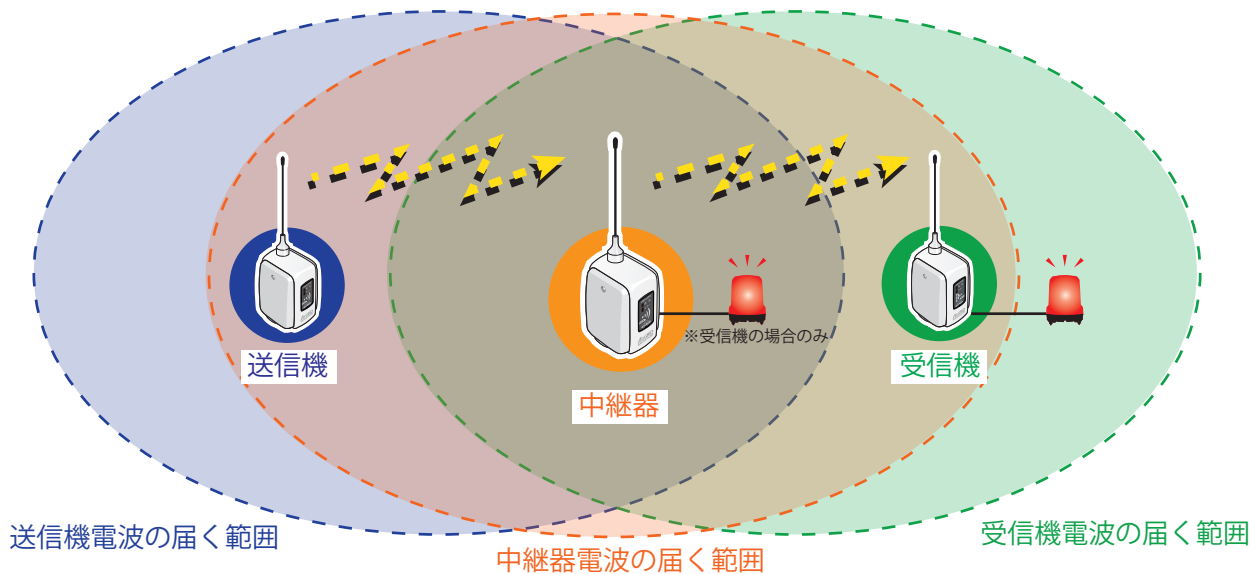 ※受信機の場合のみ
送信機
受信機
中継器
送信機電波の届く範囲
中継器電波の届く範囲
受信機電波の届く範囲